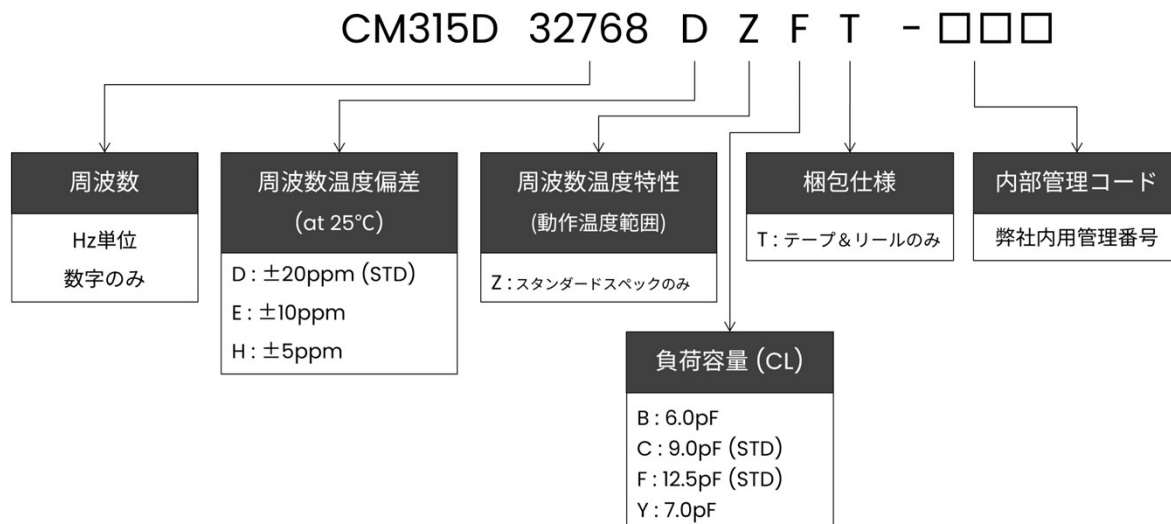 CM315D 32768 D Z F T - □□□
周波数
Hz単位
数字のみ
周波数温度偏差
(at 25℃)
D : ±20ppm (STD)
E : ±10ppm
H : ±5ppm
周波数温度特性
(動作温度範囲)
Z : スタンダードスペックのみ
負荷容量 (CL)
B : 6.0pF
C : 9.0pF (STD)
F : 12.5pF (STD)
Y : 7.0pF
梱包仕様
T : テープ&リールのみ
内部管理コード
弊社内用管理番号